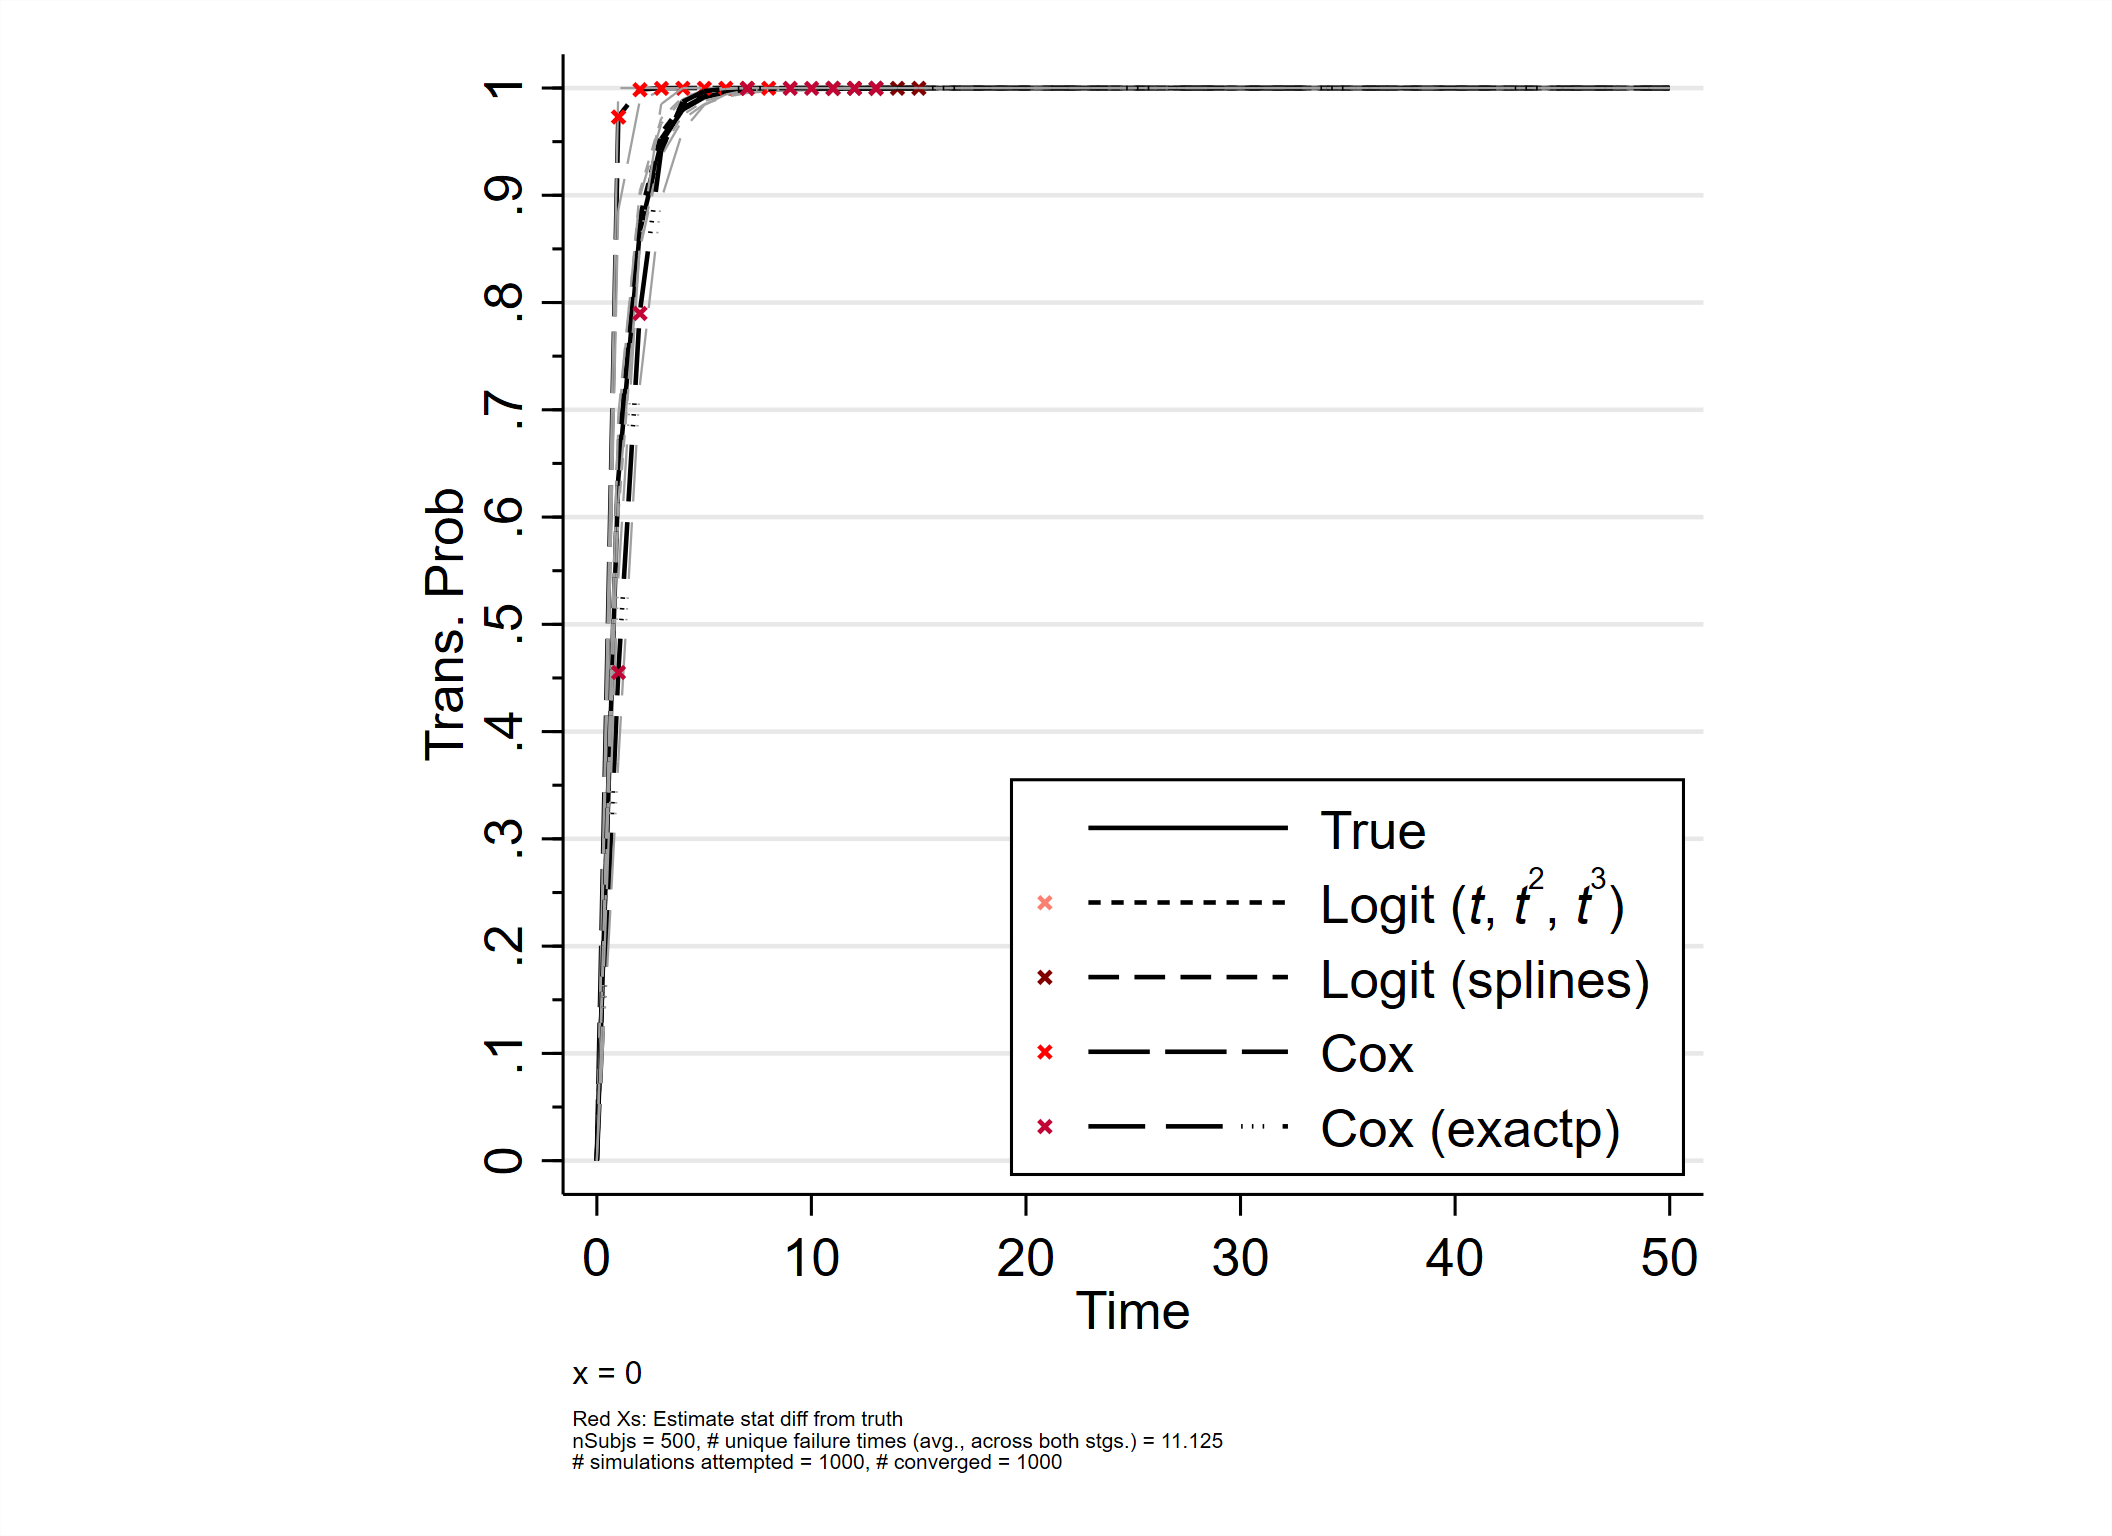 Trans. Prob
1
.9
.8
.7
.6
.5
.4
.3
.2
.1
0
True
Logit (t, t², t³)
Logit (splines)
Cox
Cox (exactp)
0 10 20 30 40 50
Time
x = 0
Red Xs: Estimate stat diff from truth
nSubjs = 500, # unique failure times (avg., across both stgs.) = 11.125
# simulations attempted = 1000, # converged = 1000